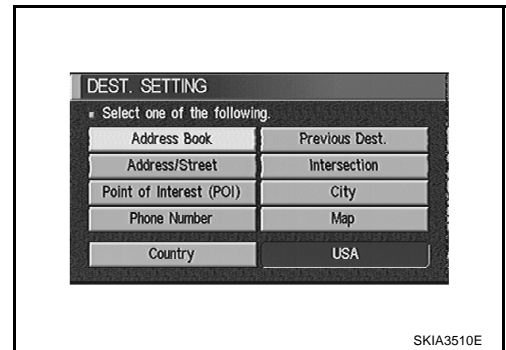 DEST. SETTING
Select one of the following.
Address Book Previous Dest.
Address/Street Intersection
Point of Interest (POI) City
Phone Number Map
Country USA
SKIA3510E